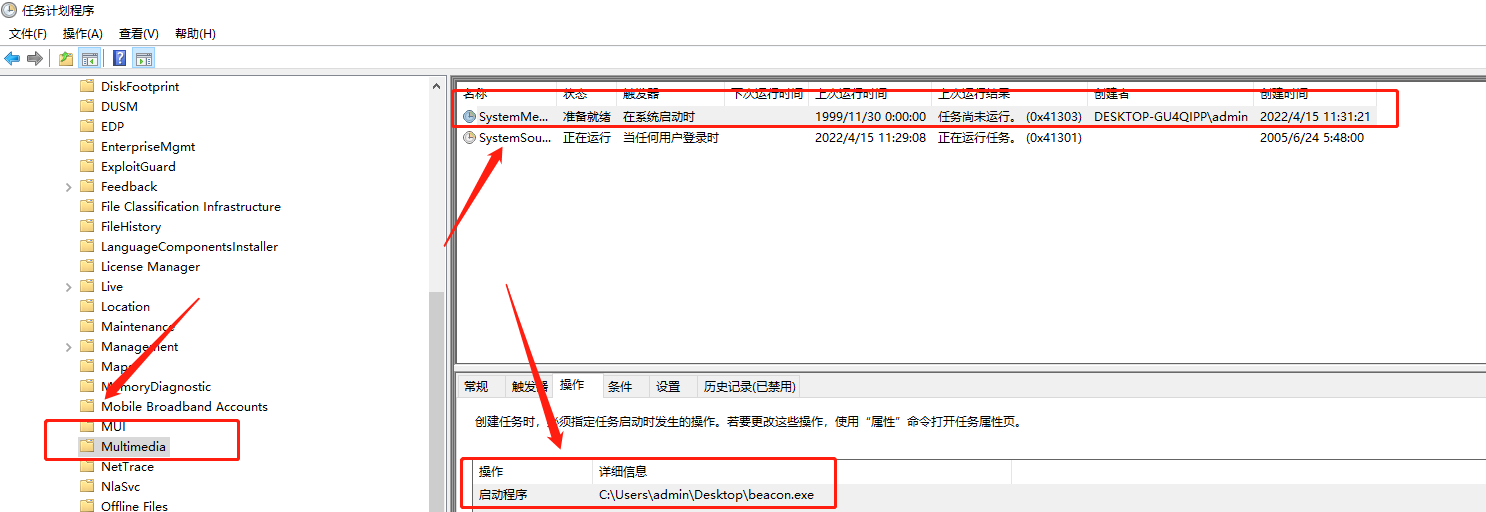 任务计划程序
文件(F) 操作(A) 查看(V) 帮助(H)
DiskFootprint
DUSM
EDP
EnterpriseMgmt
ExploitGuard
Feedback
File Classification Infrastructure
FileHistory
LanguageComponentsInstaller
License Manager
Live
Location
Maintenance
Management
Maps
MemoryDiagnostic
Mobile Broadband Accounts
MUI
Multimedia
NetTrace
NlaSvc
Offline Files
名称 状态 触发器 下次运行时间 上次运行时间 上次运行结果 创建者 创建时间
SystemMe... 准备就绪 在系统启动时 1999/11/30 0:00:00 任务尚未运行。 (0x41303) DESKTOP-GU4QIPP\admin 2022/4/15 11:31:21
SystemSou... 正在运行 当任何用户登录时 2022/4/15 11:29:08 正在运行任务。 (0x41301) 2005/6/24 5:48:00
常规 触发器 操作 条件 设置 历史记录(已禁用)
创建任务时，必须指定任务启动时发生的操作。若要更改这些操作，使用“属性”命令打开任务属性页。
操作 详细信息
启动程序 C:\Users\admin\Desktop\beacon.exe